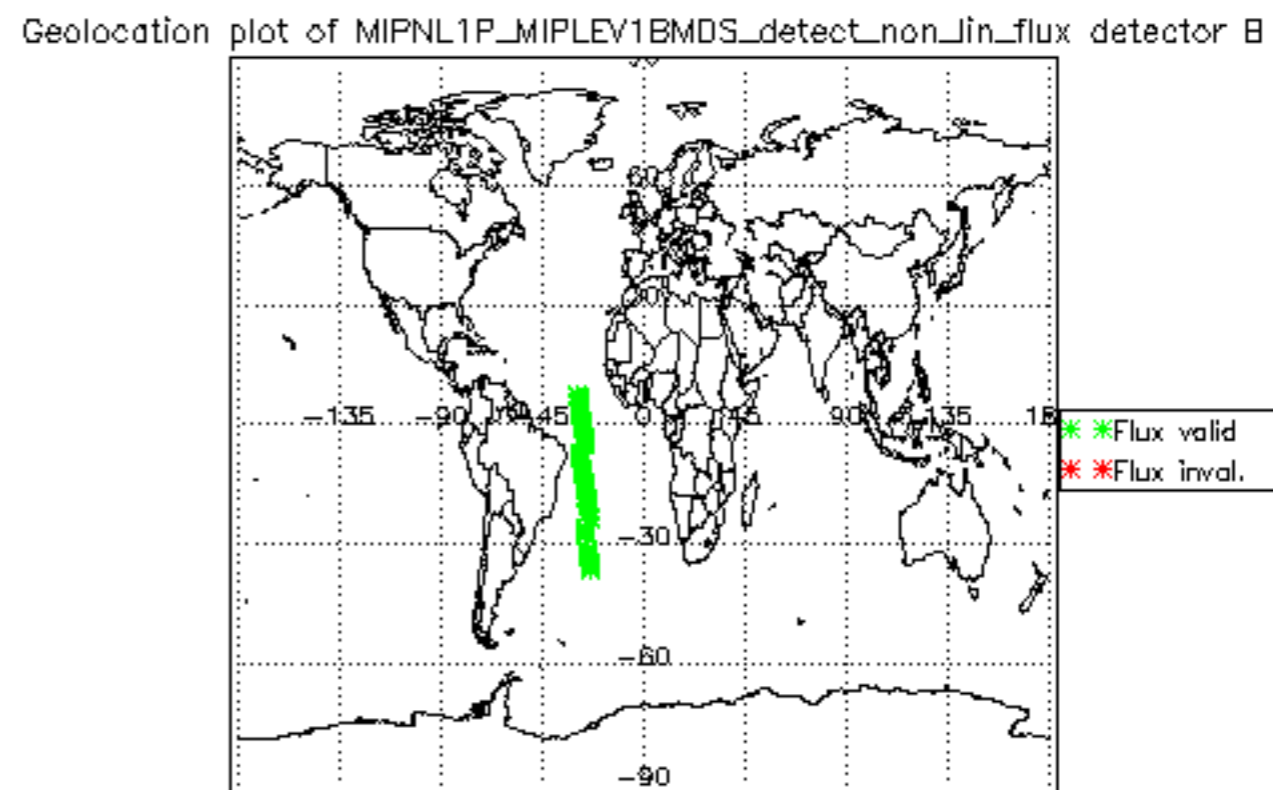 Geolocation plot of MIPNL1P_MIPLEV1BMDS_detect_non_lin_flux detector B
60
-135 -90 -45 0 45 90 135
Flux valid
Flux inval.
-30
-60
-90